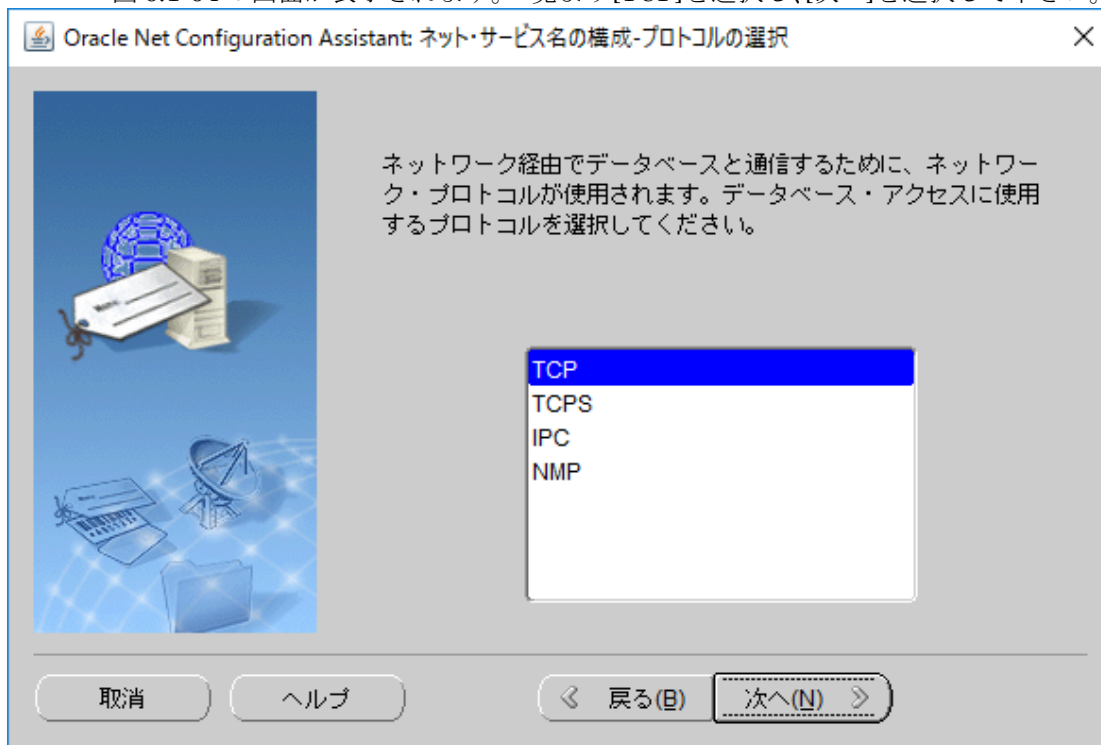 Oracle Net Configuration Assistant: ネット・サービス名の構成-プロトコルの選択
ネットワーク経由でデータベースと通信するために、ネットワー
ク・プロトコルが使用されます。データベース・アクセスに使用
するプロトコルを選択してください。
TCP
TCPS
IPC
NMP
取消
ヘルプ
戻る(B)
次へ(N)